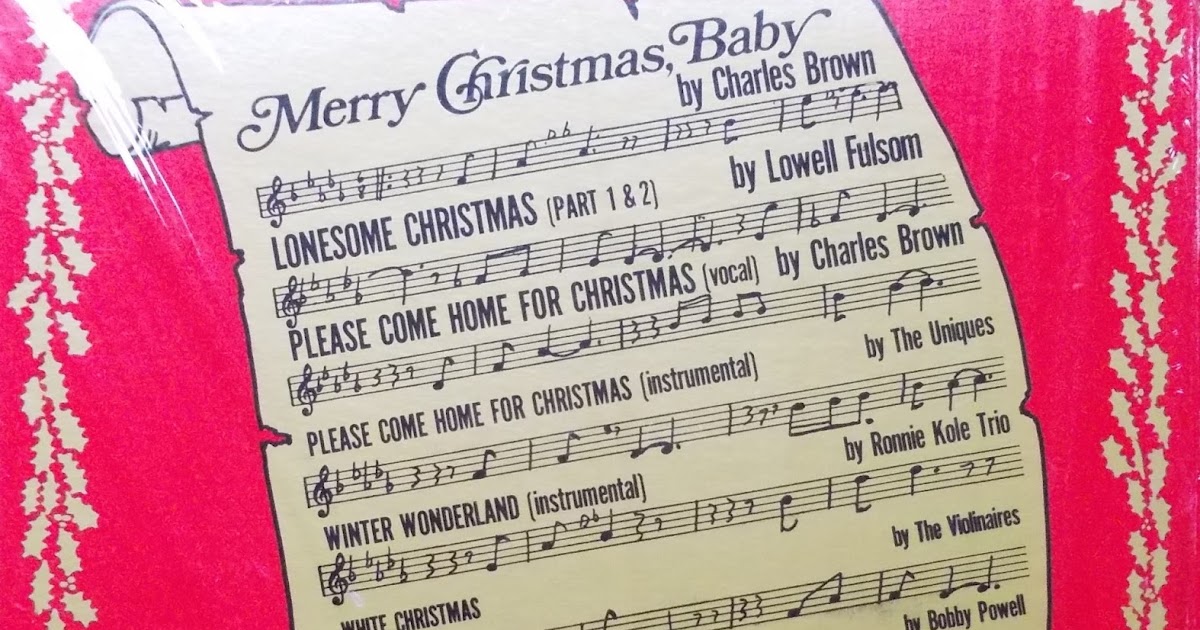 Merry Christmas, Baby
by Charles Brown
LONESOME CHRISTMAS (PART 1 & 2)
by Lowell Fulsom
PLEASE COME HOME FOR CHRISTMAS (vocal)
by Charles Brown
PLEASE COME HOME FOR CHRISTMAS (instrumental)
by The Uniques
WINTER WONDERLAND (instrumental)
by Ronnie Kole Trio
WHITE CHRISTMAS
by The Violinaires
by Bobby Powell